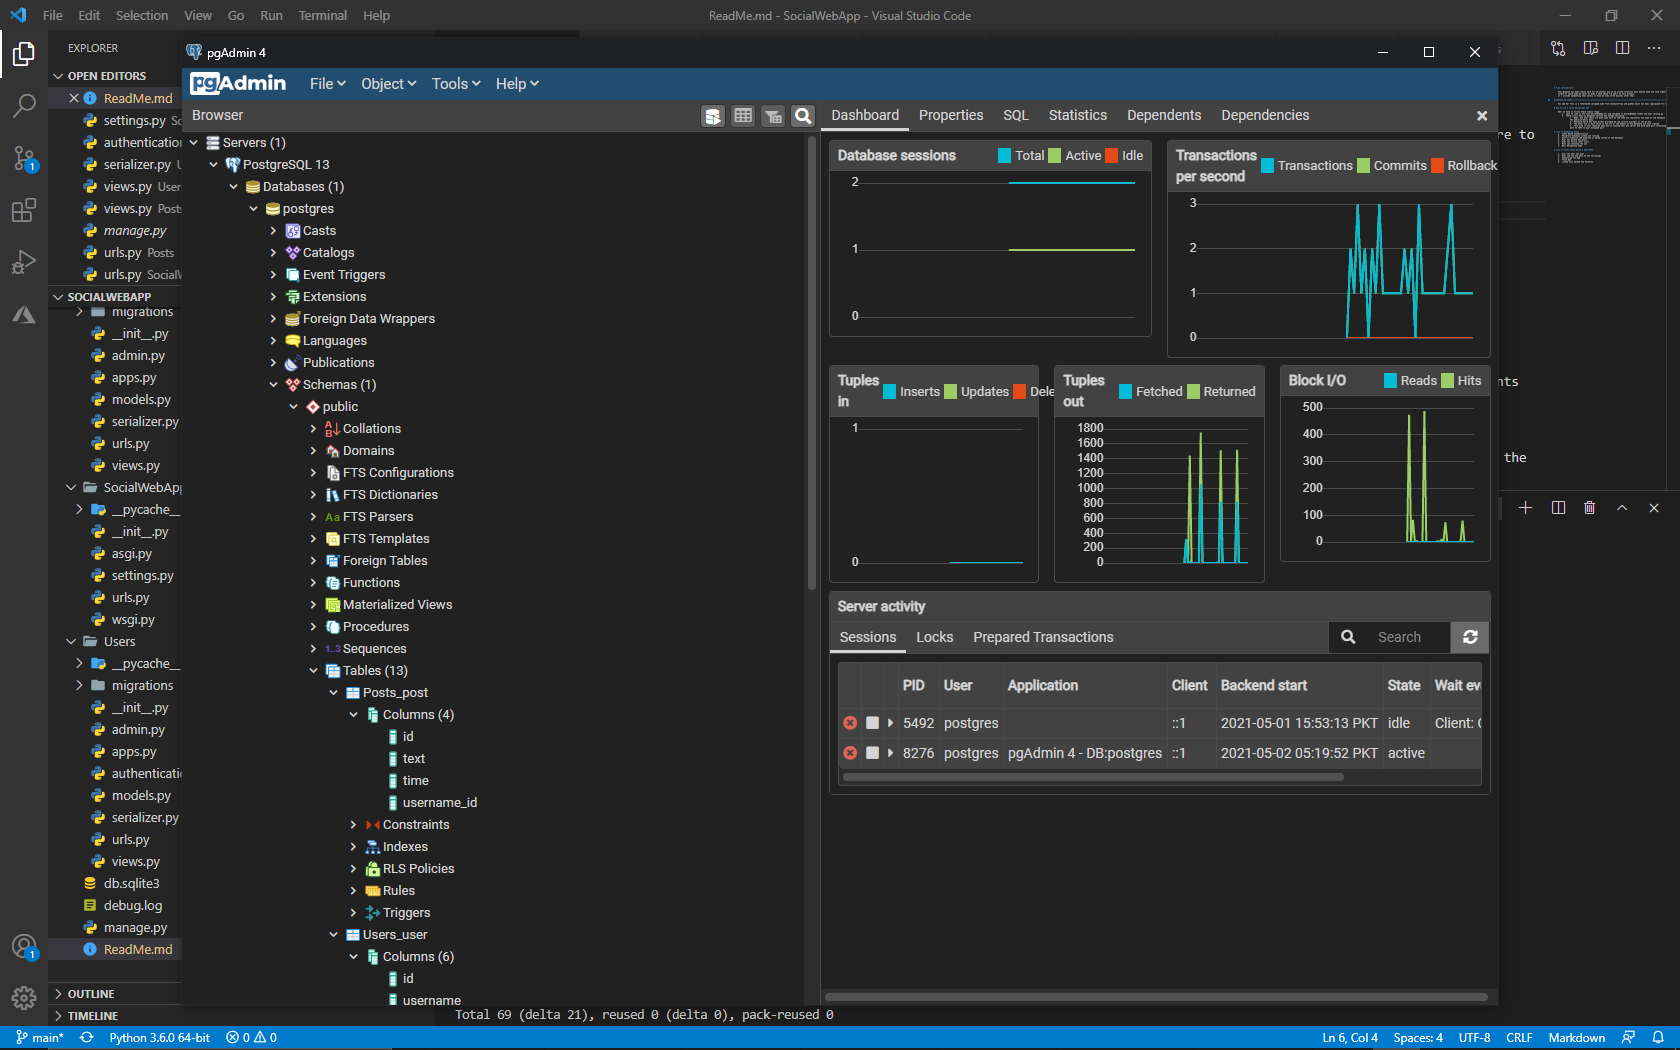 File Edit Selection View Go Run Terminal Help
ReadMe.md - SocialWebApp - Visual Studio Code
EXPLORER
OPEN EDITORS
ReadMe.md
settings.py
authentication
serializer.py
views.py User
views.py Posts
manage.py
urls.py Posts
urls.py Social
SOCIALWEBAPP
migrations
__init__.py
admin.py
apps.py
models.py
serializer.py
urls.py
views.py
SocialWebApp
__pycache__
__init__.py
asgi.py
settings.py
urls.py
wsgi.py
Users
__pycache__
migrations
__init__.py
admin.py
apps.py
authenticati
models.py
serializer.py
urls.py
views.py
db.sqlite3
debug.log
manage.py
ReadMe.md
OUTLINE
TIMELINE
pgAdmin 4
pgAdmin
File Object Tools Help
Browser
Servers (1)
PostgreSQL 13
Databases (1)
postgres
Casts
Catalogs
Event Triggers
Extensions
Foreign Data Wrappers
Languages
Publications
Schemas (1)
public
Collations
Domains
FTS Configurations
FTS Dictionaries
FTS Parsers
FTS Templates
Foreign Tables
Functions
Materialized Views
Procedures
1..3 Sequences
Tables (13)
Posts_post
Columns (4)
id
text
time
username_id
Constraints
Indexes
RLS Policies
Rules
Triggers
Users_user
Columns (6)
id
username
Dashboard Properties SQL Statistics Dependents Dependencies
Database sessions Total Active Idle
2
1
0
Transactions per second Transactions Commits Rollback
3
2
1
0
Tuples in Inserts Updates Dele
1
0
Tuples out Fetched Returned
1800
1600
1400
1200
1000
800
600
400
200
0
Block I/O Reads Hits
500
400
300
200
100
0
Server activity
Sessions Locks Prepared Transactions Search
PID User Application Client Backend start State Wait ev
5492 postgres ::1 2021-05-01 15:53:13 PKT idle Client:
8276 postgres pgAdmin 4 - DB:postgres ::1 2021-05-02 05:19:52 PKT active
re to
nts
the
Total 69 (delta 21), reused 0 (delta 0), pack-reused 0
main* Python 3.6.0 64-bit 0 0
Ln 6, Col 4 Spaces: 4 UTF-8 CRLF Markdown